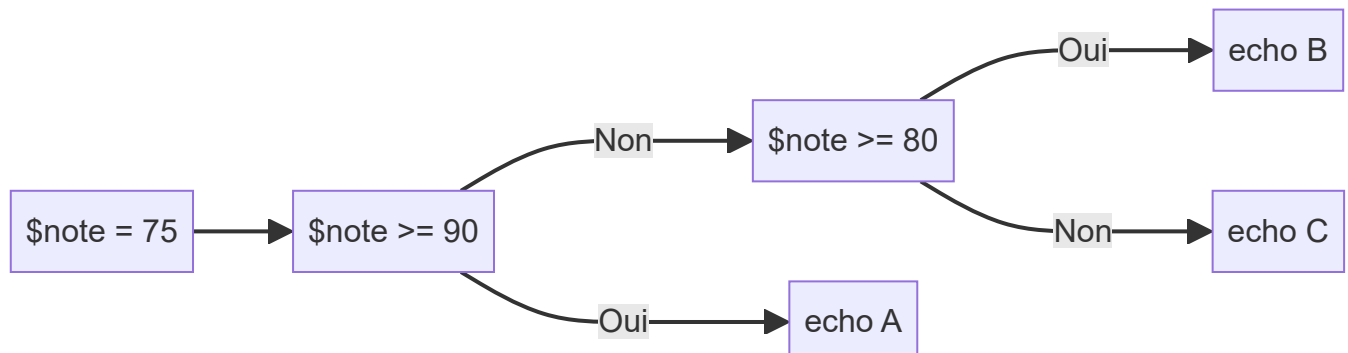 $note = 75
$note >= 90
Non
$note >= 80
Oui
echo B
Non
echo C
Oui
echo A